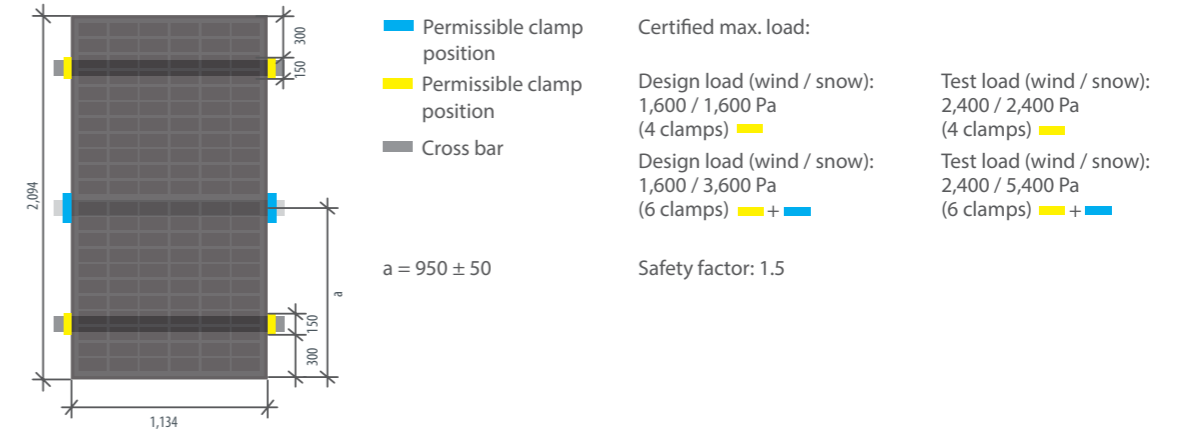 300
150
2,094
a
150
300
1,134
Permissible clamp
position
Permissible clamp
position
Cross bar
a = 950 ± 50
Certified max. load:
Design load (wind / snow):
1,600 / 1,600 Pa
(4 clamps)
Design load (wind / snow):
1,600 / 3,600 Pa
(6 clamps) +
Safety factor: 1.5
Test load (wind / snow):
2,400 / 2,400 Pa
(4 clamps)
Test load (wind / snow):
2,400 / 5,400 Pa
(6 clamps) +